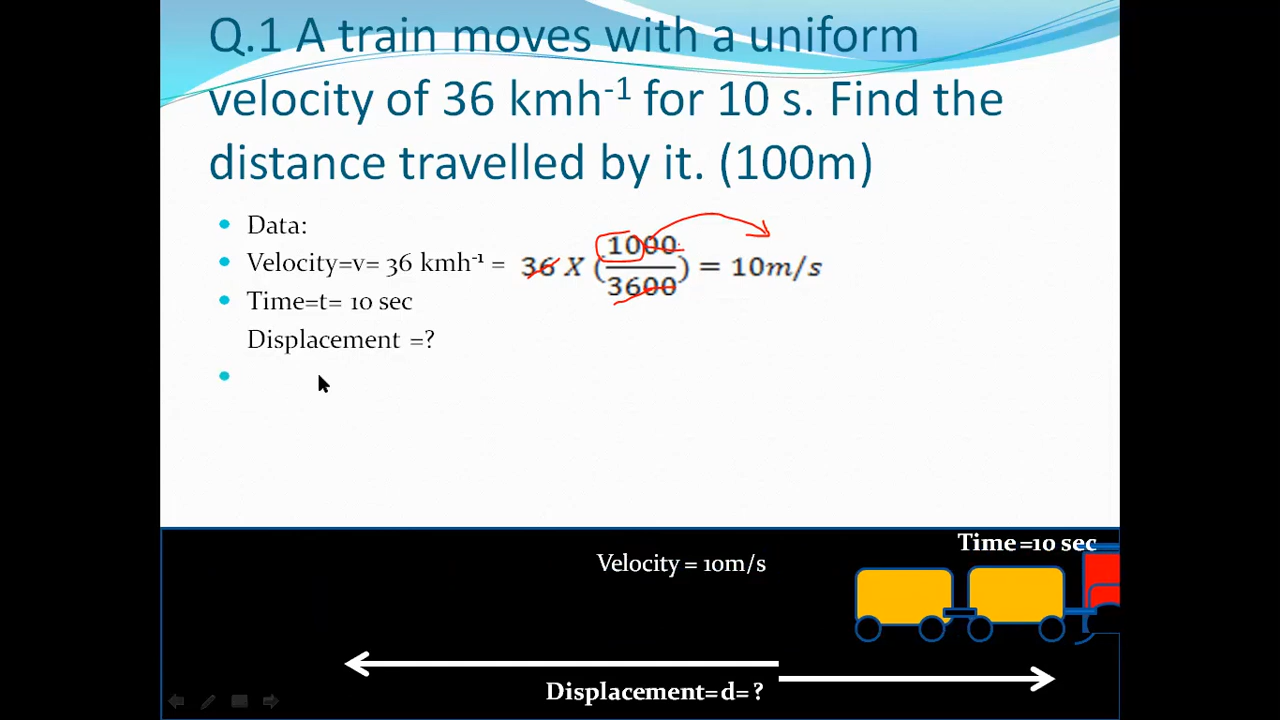 Q.1 A train moves with a uniform
velocity of 36 kmh⁻¹ for 10 s. Find the
distance travelled by it. (100m)
Data:
Velocity=v= 36 kmh⁻¹ = 36 X (1000/3600) = 10m/s
Time=t= 10 sec
Displacement =?
Time =10 sec
Velocity = 10m/s
Displacement=d= ?